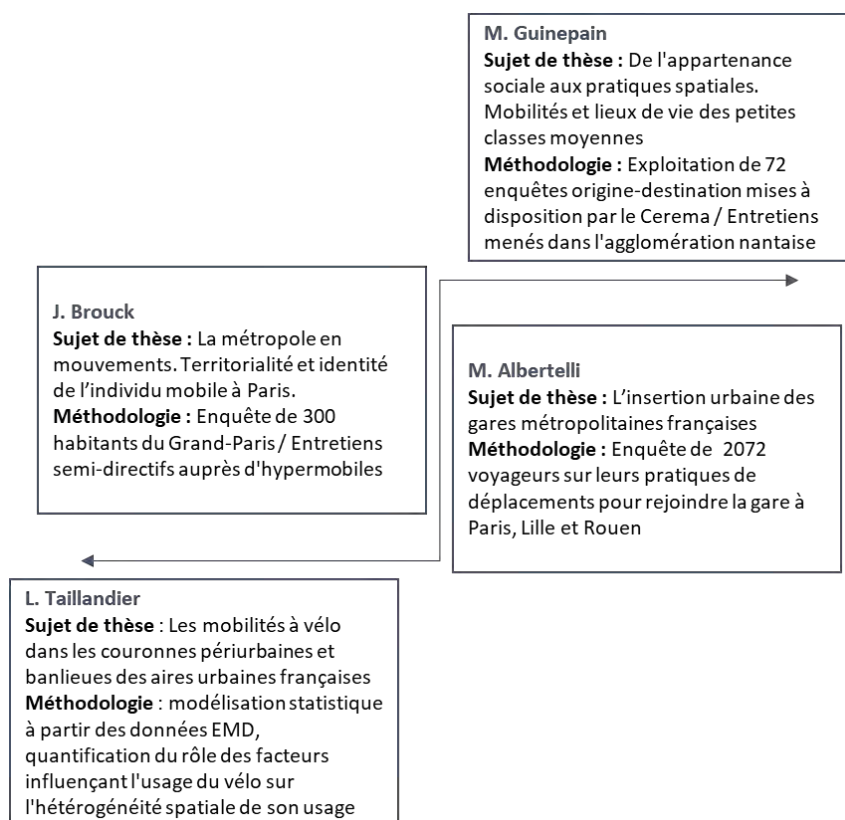 M. Guinepain
Sujet de thèse : De l'appartenance
sociale aux pratiques spatiales.
Mobilités et lieux de vie des petites
classes moyennes
Méthodologie : Exploitation de 72
enquêtes origine-destination mises à
disposition par le Cerema / Entretiens
menés dans l'agglomération nantaise
J. Brouck
Sujet de thèse : La métropole en
mouvements. Territorialité et identité
de l’individu mobile à Paris.
Méthodologie : Enquête de 300
habitants du Grand-Paris / Entretiens
semi-directifs auprès d'hypermobiles
M. Albertelli
Sujet de thèse : L’insertion urbaine des
gares métropolitaines françaises
Méthodologie : Enquête de 2072
voyageurs sur leurs pratiques de
déplacements pour rejoindre la gare à
Paris, Lille et Rouen
L. Taillandier
Sujet de thèse : Les mobilités à vélo
dans les couronnes périurbaines et
banlieues des aires urbaines françaises
Méthodologie : modélisation statistique
à partir des données EMD,
quantification du rôle des facteurs
influençant l'usage du vélo sur
l'hétérogénéité spatiale de son usage